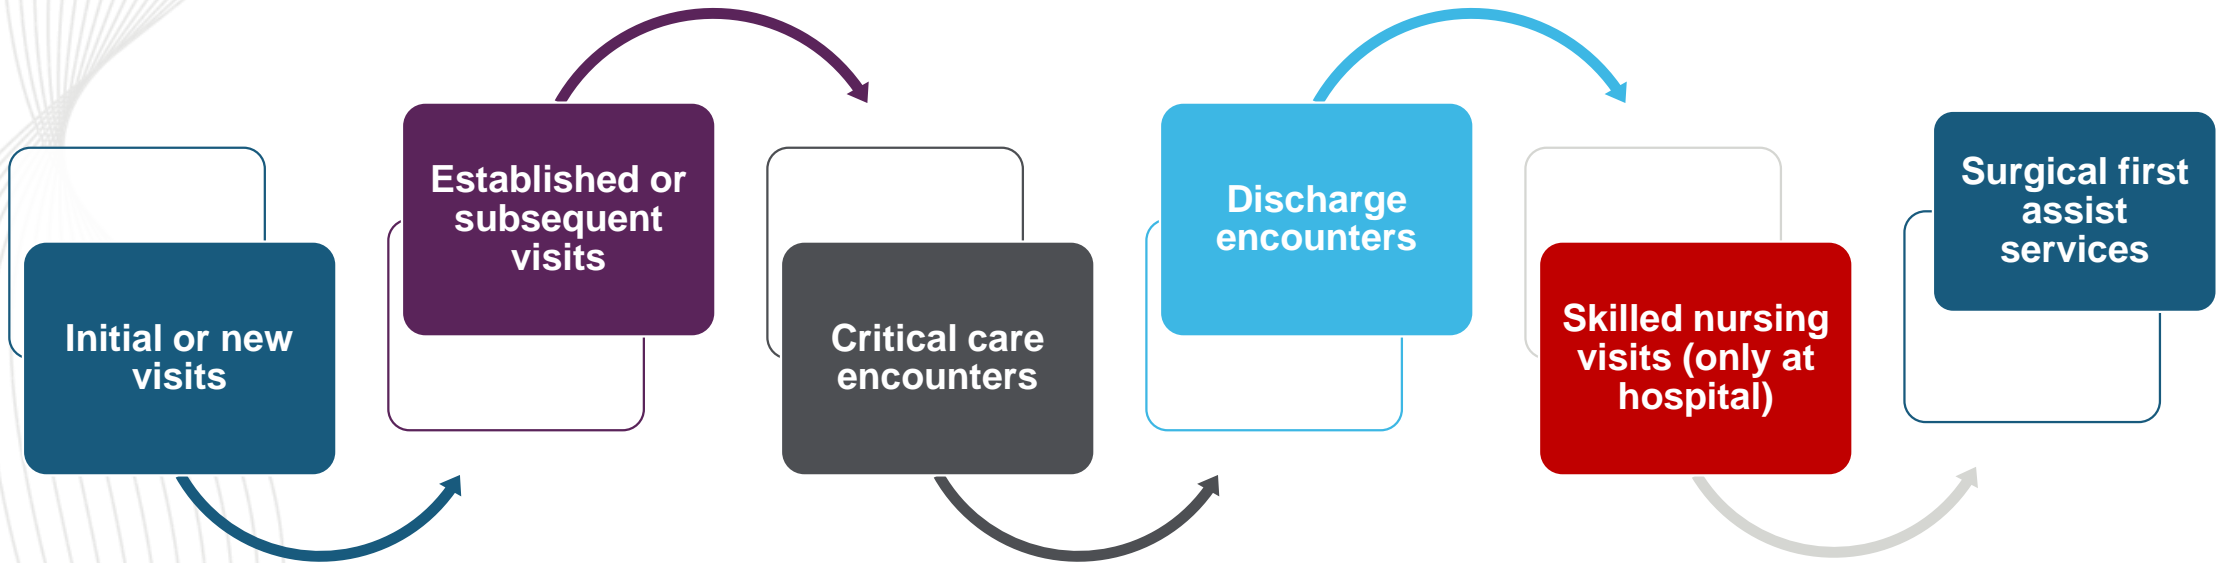 Initial or new
visits
Established or
subsequent
visits
Critical care
encounters
Discharge
encounters
Skilled nursing
visits (only at
hospital)
Surgical first
assist
services